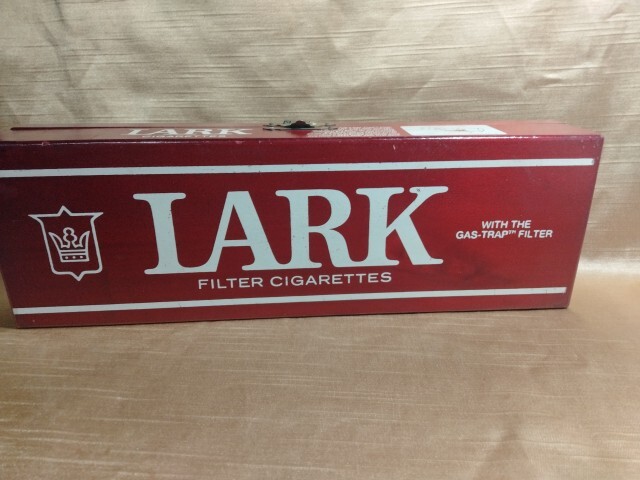 LARK
LARK
FILTER CIGARETTES
WITH THE
GAS-TRAP™ FILTER